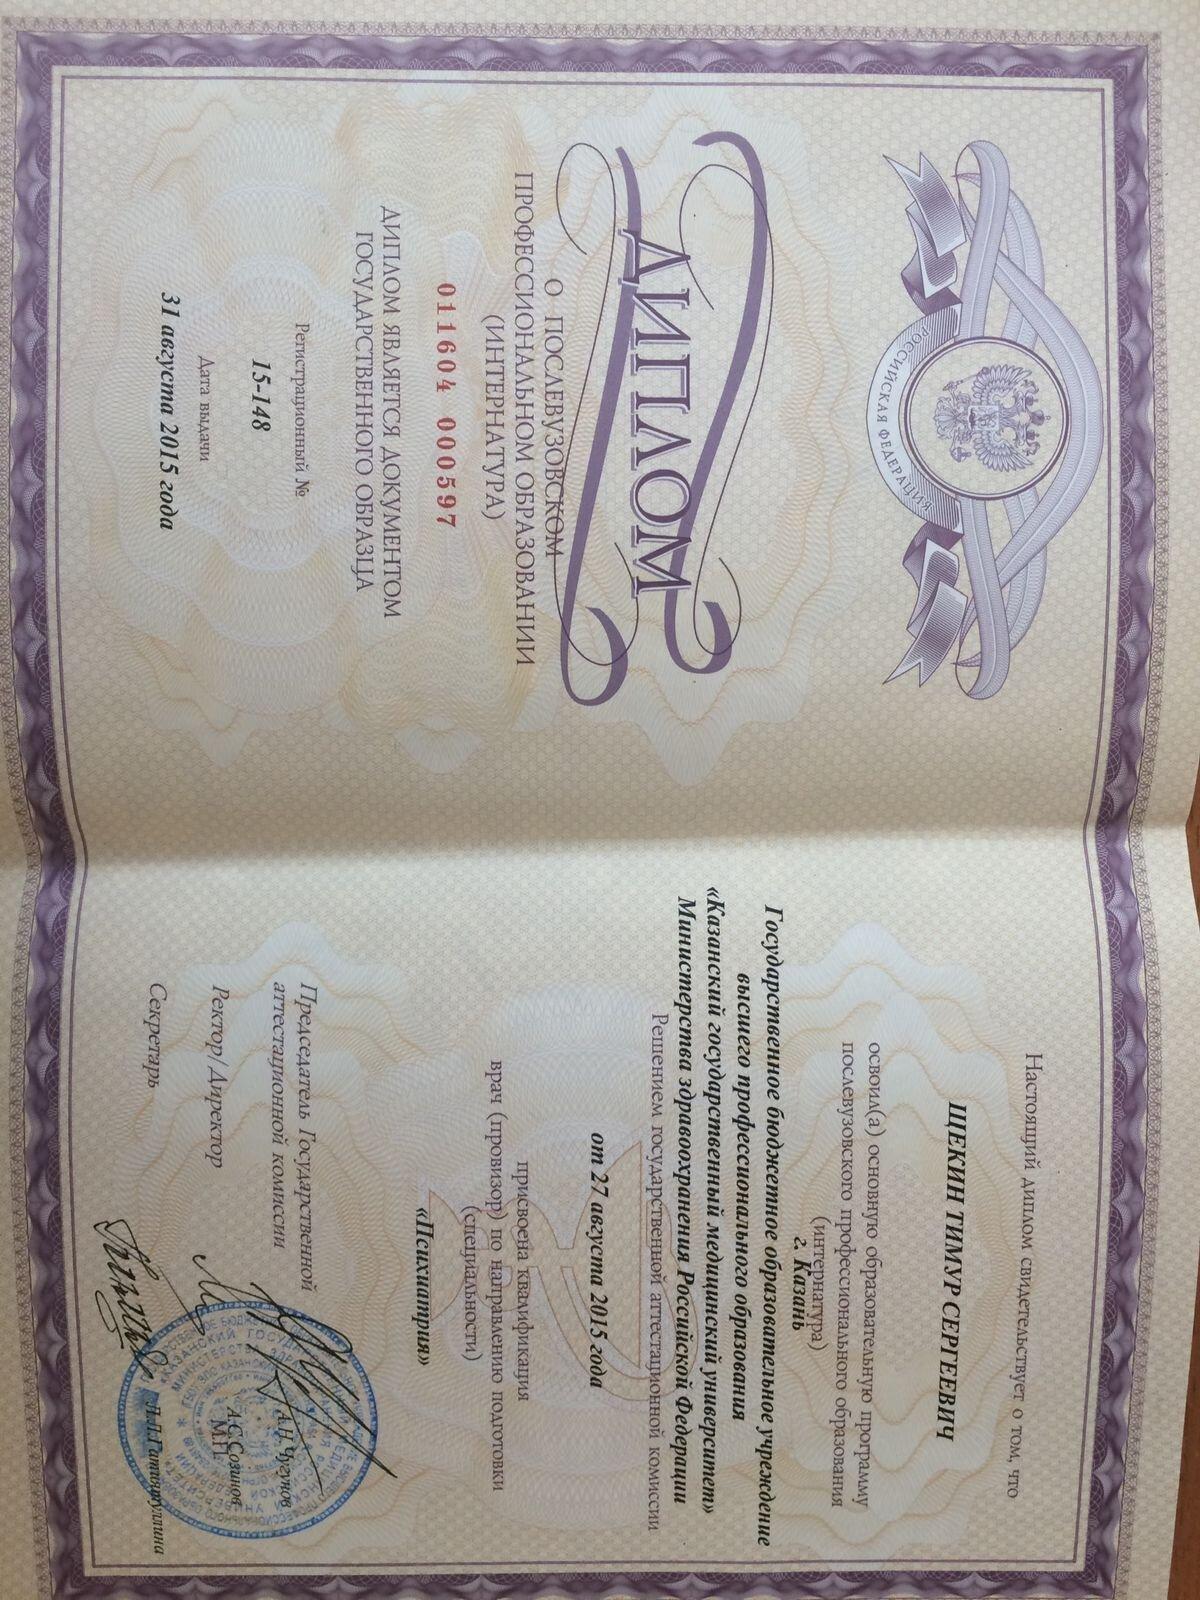 РОССИЙСКАЯ ФЕДЕРАЦИЯ
ДИПЛОМ
О ПОСЛЕВУЗОВСКОМ
ПРОФЕССИОНАЛЬНОМ ОБРАЗОВАНИИ
(ИНТЕРНАТУРА)
011604 000597
ДИПЛОМ ЯВЛЯЕТСЯ ДОКУМЕНТОМ
ГОСУДАРСТВЕННОГО ОБРАЗЦА
Регистрационный №
15-148
Дата выдачи
31 августа 2015 года
Настоящий диплом свидетельствует о том, что
ЩЕКИН ТИМУР СЕРГЕЕВИЧ
освоил(а) основную образовательную программу
послевузовского профессионального образования
(интернатура)
г. Казань
Государственное бюджетное образовательное учреждение
высшего профессионального образования
«Казанский государственный медицинский университет»
Министерства здравоохранения Российской Федерации
Решением государственной аттестационной комиссии
от 27 августа 2015 года
присвоена квалификация
врач (провизор) по направлению подготовки
(специальности)
«Психиатрия»
Председатель Государственной
аттестационной комиссии
А.Н.Чугунов
Ректор/Директор
А.С.Созинов
М.П.
Секретарь